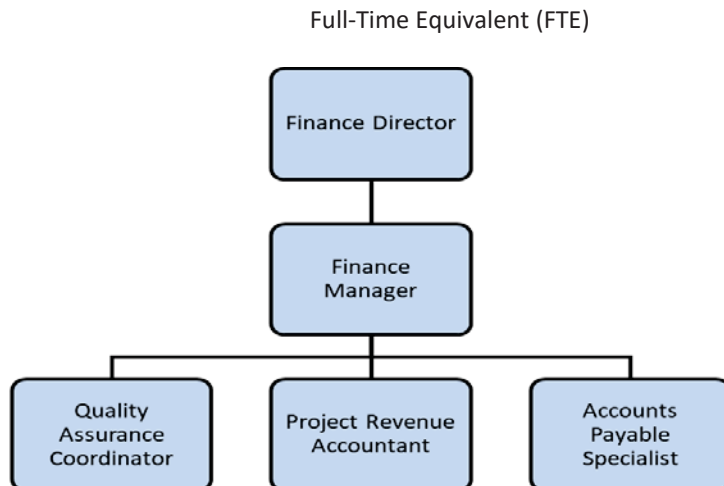 Full-Time Equivalent (FTE)
Finance Director
Finance
Manager
Quality
Assurance
Coordinator
Project Revenue
Accountant
Accounts
Payable
Specialist